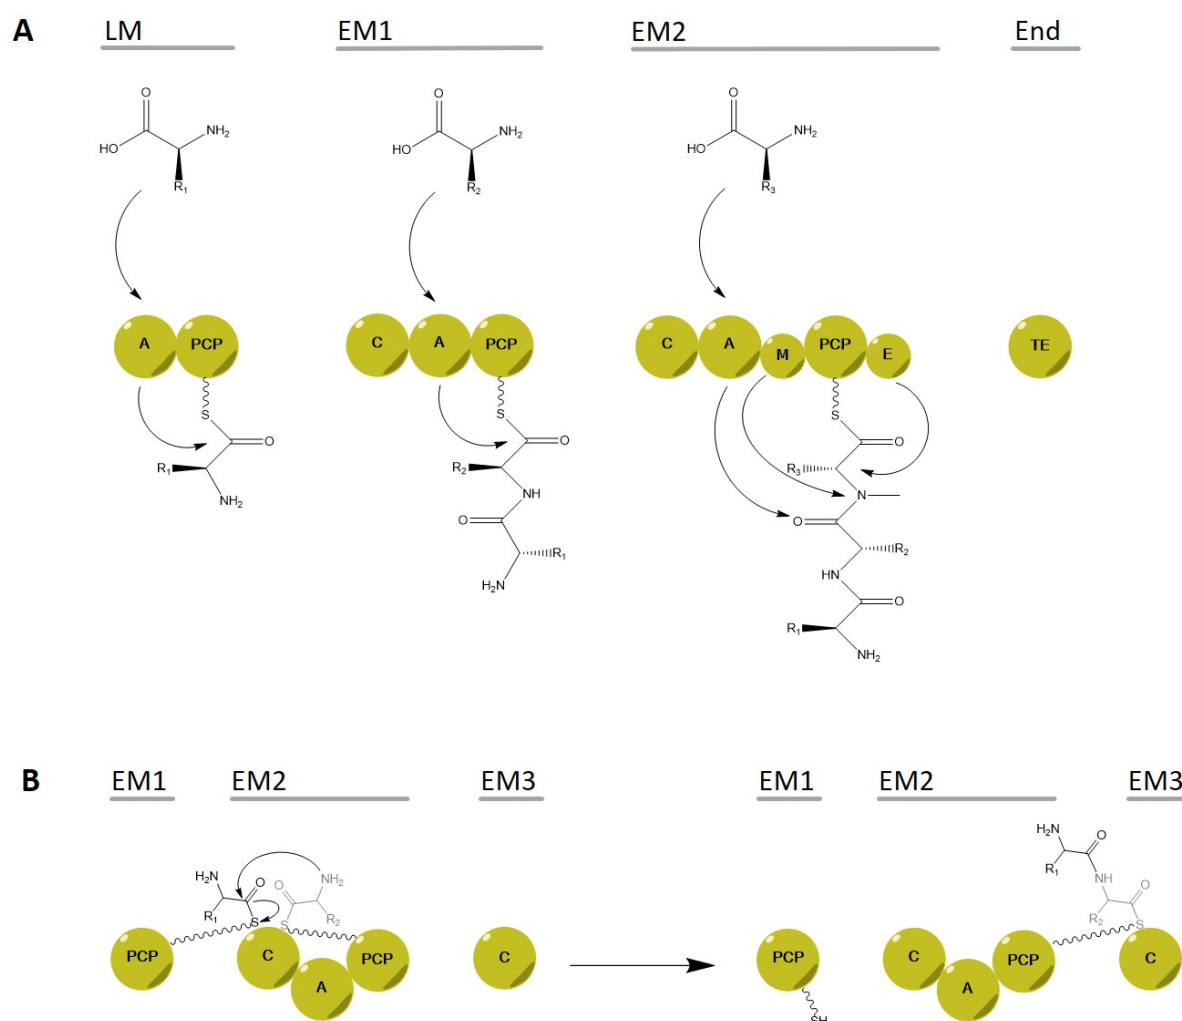 A LM EM1 EM2 End
O O O
NH₂ NH₂ NH₂
HO HO HO
R₁ R₂ R₃
A PCP C A PCP C A M PCP E TE
S S S
O O O
R₁ R₂ R₃
NH₂ NH N
O O
R₁ R₂
H₂N HN
O
R₁
NH₂
B EM1 EM2 EM3 EM1 EM2 EM3
H₂N O O NH₂ H₂N O
R₁ S S R₂ R₁ NH O
R₂ S
PCP C PCP C PCP C PCP C
A A
SH